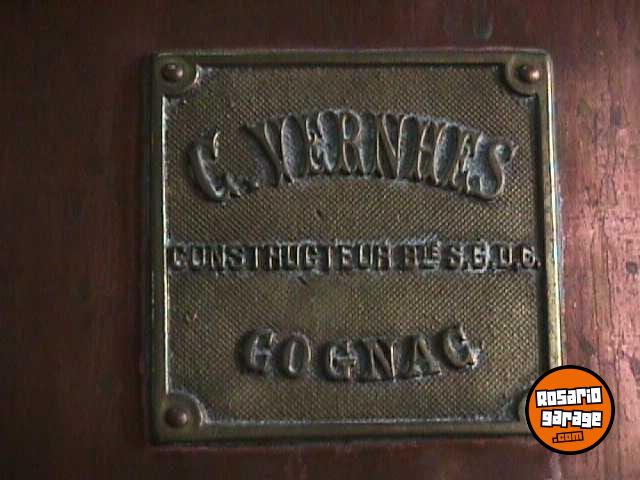 C. VERNHES
CONSTRUCTEUR Bté S.G.D.G.
COGNAC
ROSARIO
GARAGE
.COM